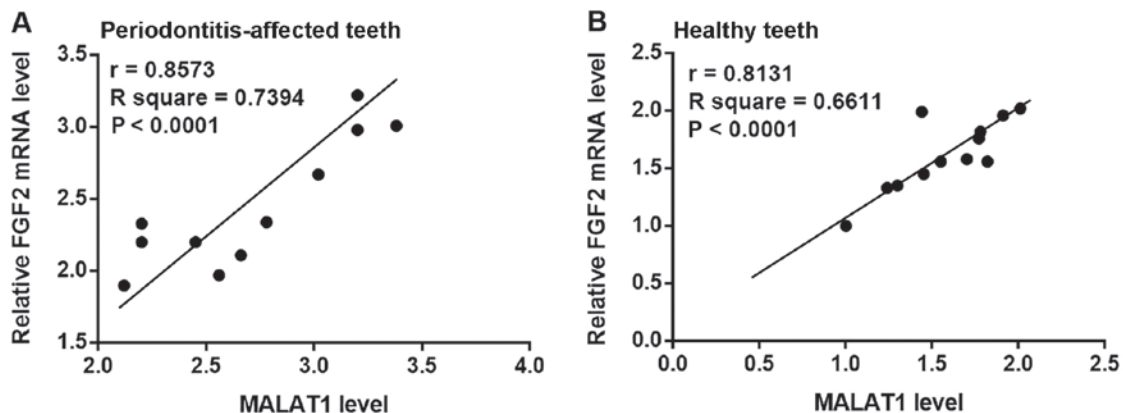 A
Periodontitis-affected teeth
r = 0.8573
R square = 0.7394
P < 0.0001
Relative FGF2 mRNA level
3.5
3.0
2.5
2.0
1.5
2.0 2.5 3.0 3.5 4.0
MALAT1 level
B
Healthy teeth
r = 0.8131
R square = 0.6611
P < 0.0001
Relative FGF2 mRNA level
2.5
2.0
1.5
1.0
0.5
0.0
0.0 0.5 1.0 1.5 2.0 2.5
MALAT1 level